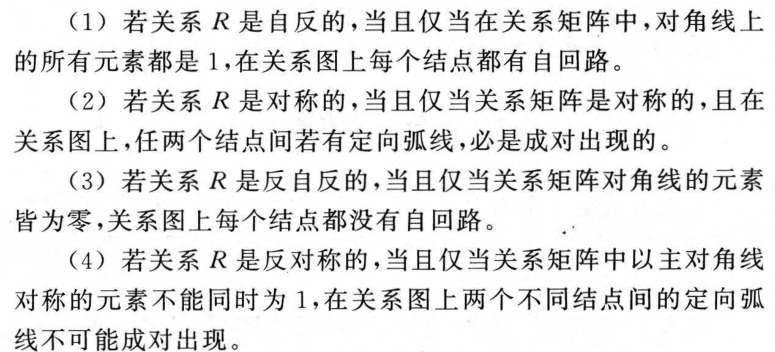 (1) 若关系 R 是自反的,当且仅当在关系矩阵中,对角线上
的所有元素都是 1,在关系图上每个结点都有自回路。
(2) 若关系 R 是对称的,当且仅当关系矩阵是对称的,且在
关系图上,任两个结点间若有定向弧线,必是成对出现的。
(3) 若关系 R 是反自反的,当且仅当关系矩阵对角线的元素
皆为零,关系图上每个结点都没有自回路。
(4) 若关系 R 是反对称的,当且仅当关系矩阵中以主对角线
对称的元素不能同时为 1,在关系图上两个不同结点间的定向弧
线不可能成对出现。